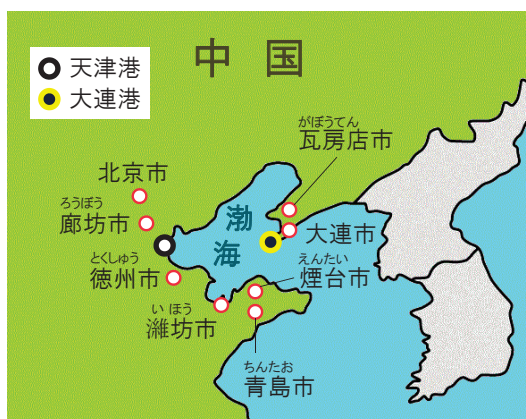 中国
天津港
大連港
がぼうてん
瓦房店市
北京市
ろうぼう
廊坊市
渤海
大連市
とくしゅう
徳州市
えんたい
煙台市
いほう
濰坊市
ちんたお
青島市